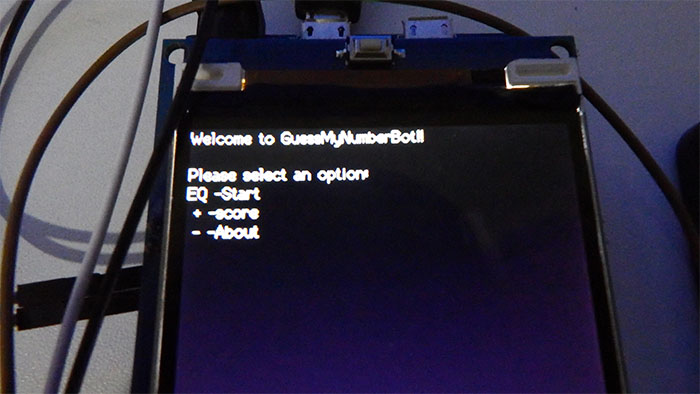 Welcome to GuessMyNumberBot!!
Please select an option:
EQ -Start
+ -score
- -About